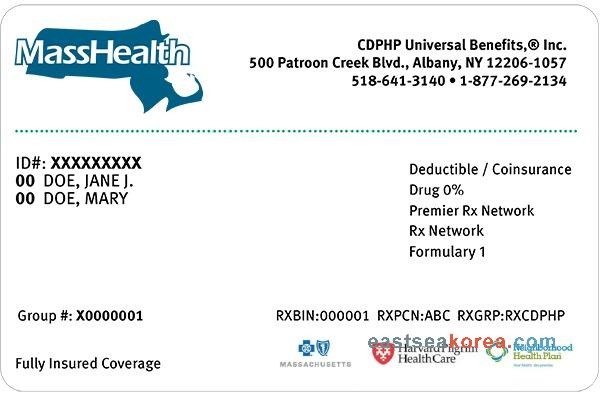 MassHealth
CDPHP Universal Benefits,® Inc.
500 Patroon Creek Blvd., Albany, NY 12206-1057
518-641-3140 • 1-877-269-2134
ID#: XXXXXXXXX
00 DOE, JANE J.
00 DOE, MARY
Deductible / Coinsurance
Drug 0%
Premier Rx Network
Rx Network
Formulary 1
Group #: X0000001
RXBIN:000001 RXPCN:ABC RXGRP:RXCDPHP
eastseakorea.com
MASSACHUSETTS
Harvard Pilgrim
HealthCare
Neighborhood
Health Plan
Fully Insured Coverage